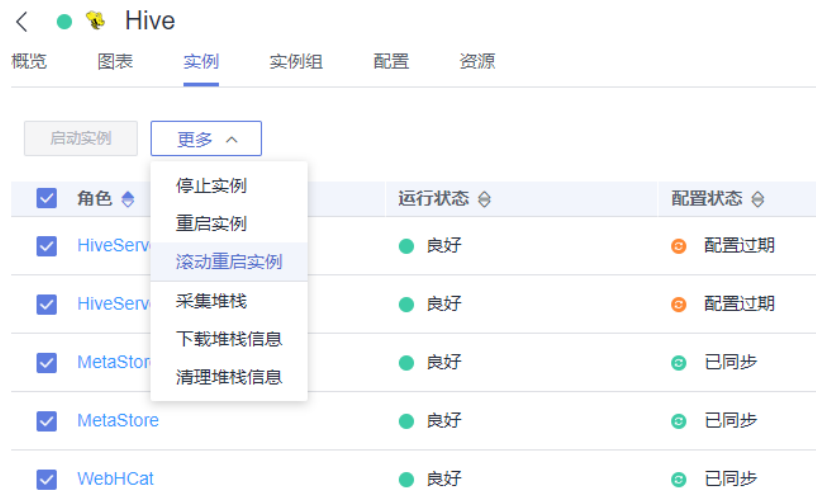 Hive
概览 图表 实例 实例组 配置 资源
启动实例 更多
角色 运行状态 配置状态
停止实例
重启实例
HiveServ 良好 配置过期
滚动重启实例
采集堆栈
HiveServ 良好 配置过期
下载堆栈信息
MetaStor 良好 已同步
清理堆栈信息
MetaStore 良好 已同步
WebHCat 良好 已同步